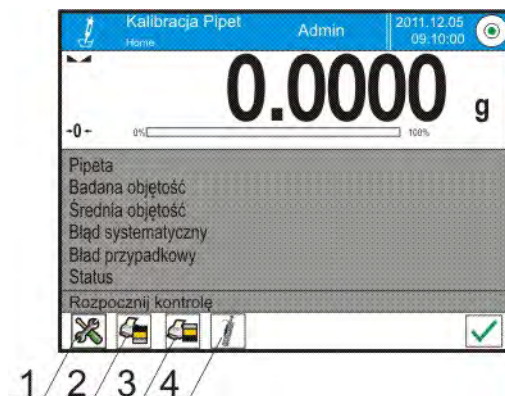 Kalibracja Pipet
Home
Admin
2011.12.05
09:10:00
0.0000 g
-0-
0% 100%
Pipeta
Badana objętość
Średnia objętość
Błąd systematyczny
Bład przypadkowy
Status
Rozpocznij kontrolę
1 2 3 4